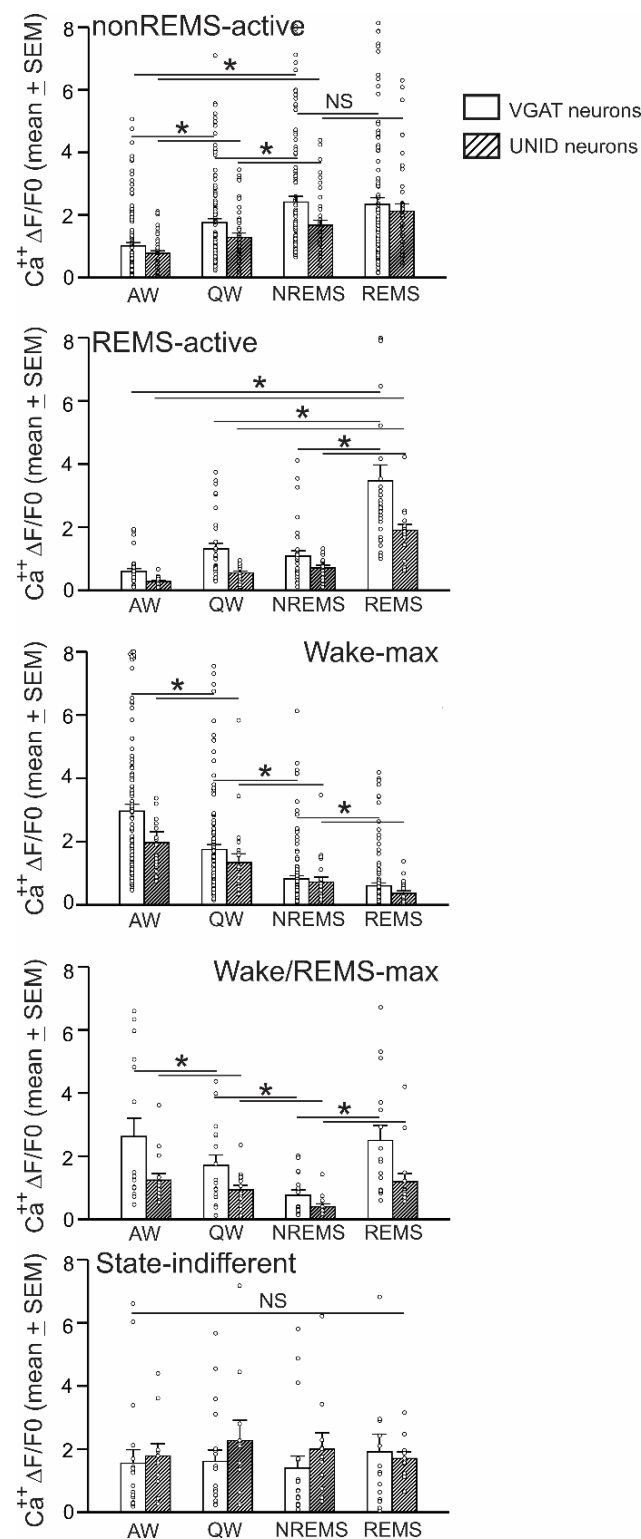 nonREMS-active
Ca++ ΔF/F0 (mean ± SEM)
8
6
4
2
0
*
*
*
NS
VGAT neurons
UNID neurons
AW QW NREMS REMS
REMS-active
Ca++ ΔF/F0 (mean ± SEM)
8
6
4
2
0
*
*
*
AW QW NREMS REMS
Wake-max
Ca++ ΔF/F0 (mean ± SEM)
8
6
4
2
0
*
*
*
AW QW NREMS REMS
Wake/REMS-max
Ca++ ΔF/F0 (mean ± SEM)
8
6
4
2
0
*
*
*
AW QW NREMS REMS
State-indifferent
Ca++ ΔF/F0 (mean ± SEM)
8
6
4
2
0
NS
AW QW NREMS REMS